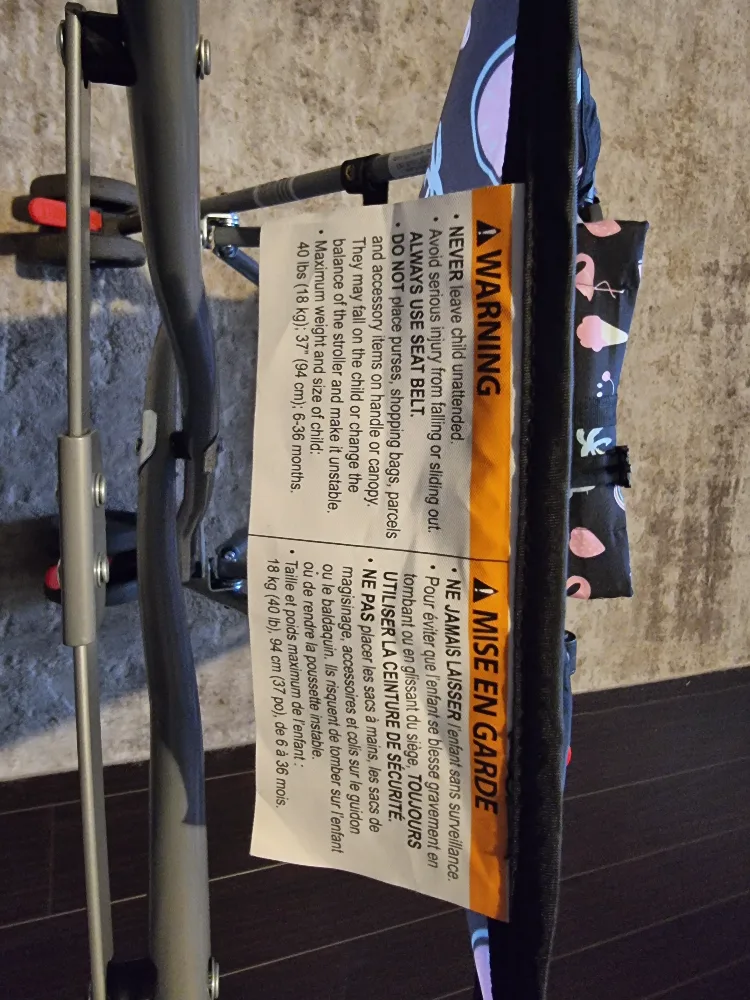 ⚠ WARNING
• NEVER leave child unattended.
• Avoid serious injury from falling or sliding out.
ALWAYS USE SEAT BELT.
• DO NOT place purses, shopping bags, parcels
and accessory items on handle or canopy.
They may fall on the child or change the
balance of the stroller and make it unstable.
• Maximum weight and size of child:
40 lbs (18 kg); 37" (94 cm); 6-36 months.
⚠ MISE EN GARDE
• NE JAMAIS LAISSER l'enfant sans surveillance.
• Pour éviter que l'enfant se blesse gravement en
tombant ou en glissant du siège, TOUJOURS
UTILISER LA CEINTURE DE SÉCURITÉ.
• NE PAS placer les sacs à mains, les sacs de
magisinage, accessoires et colis sur le guidon
ou le baldaquin. Ils risquent de tomber sur l'enfant
où de rendre la poussette instable.
• Taille et poids maximum de l'enfant :
18 kg (40 lb), 94 cm (37 po), de 6 à 36 mois.